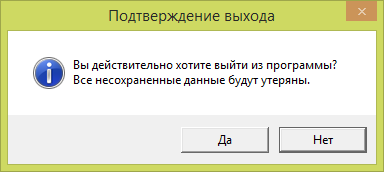 Подтверждение выхода
Вы действительно хотите выйти из программы?
Все несохраненные данные будут утеряны.
Да
Нет